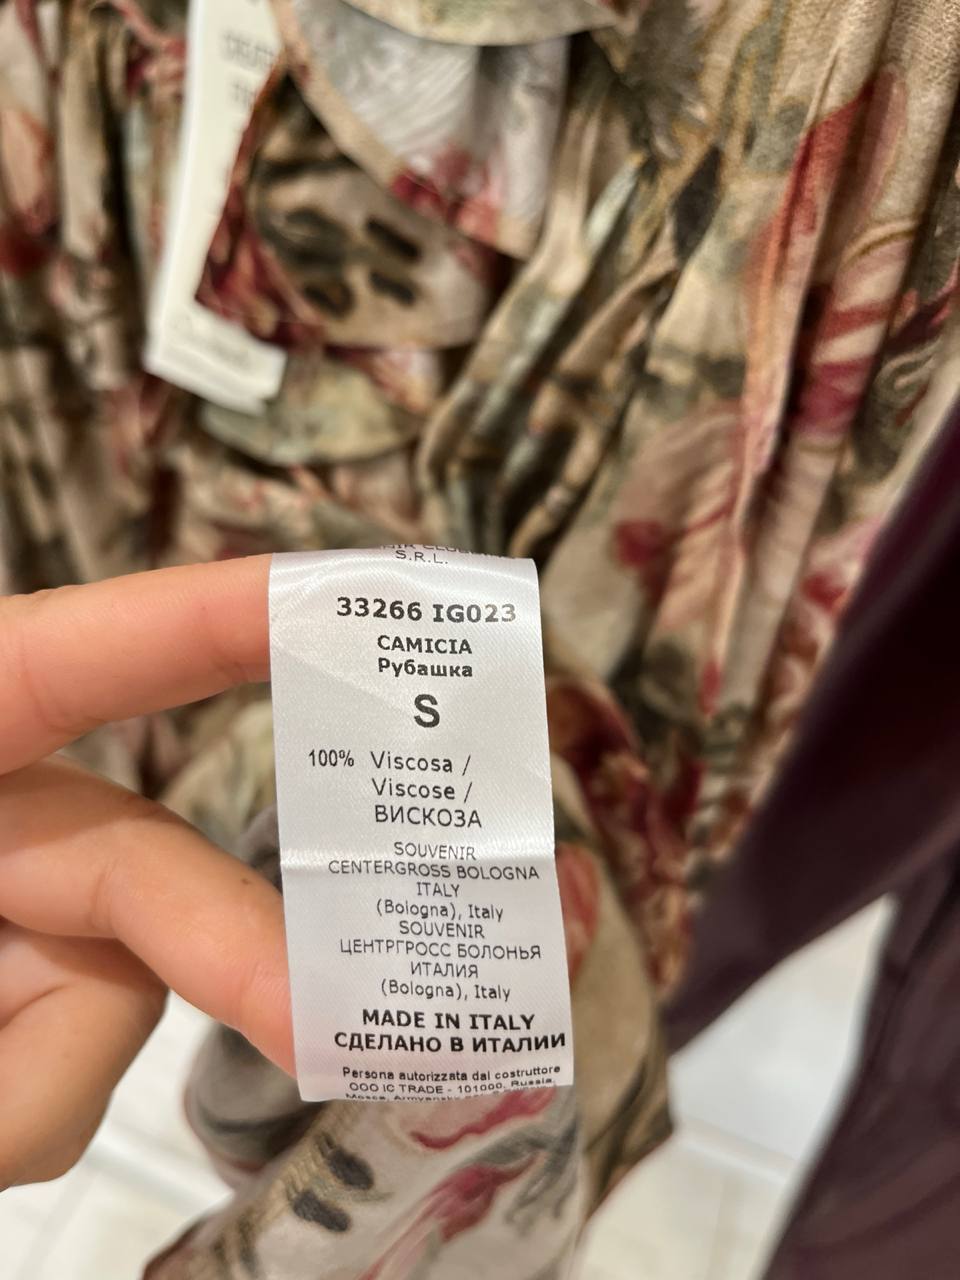 S.R.L.
33266 IG023
CAMICIA
Рубашка
S
100% Viscosa /
Viscose /
ВИСКОЗА
SOUVENIR
CENTERGROSS BOLOGNA
ITALY
(Bologna), Italy
SOUVENIR
ЦЕНТРГРОСС БОЛОНЬЯ
ИТАЛИЯ
(Bologna), Italy
MADE IN ITALY
СДЕЛАНО В ИТАЛИИ
Persona autorizzata dal costruttore
OOO IC TRADE - 101000, Russia,